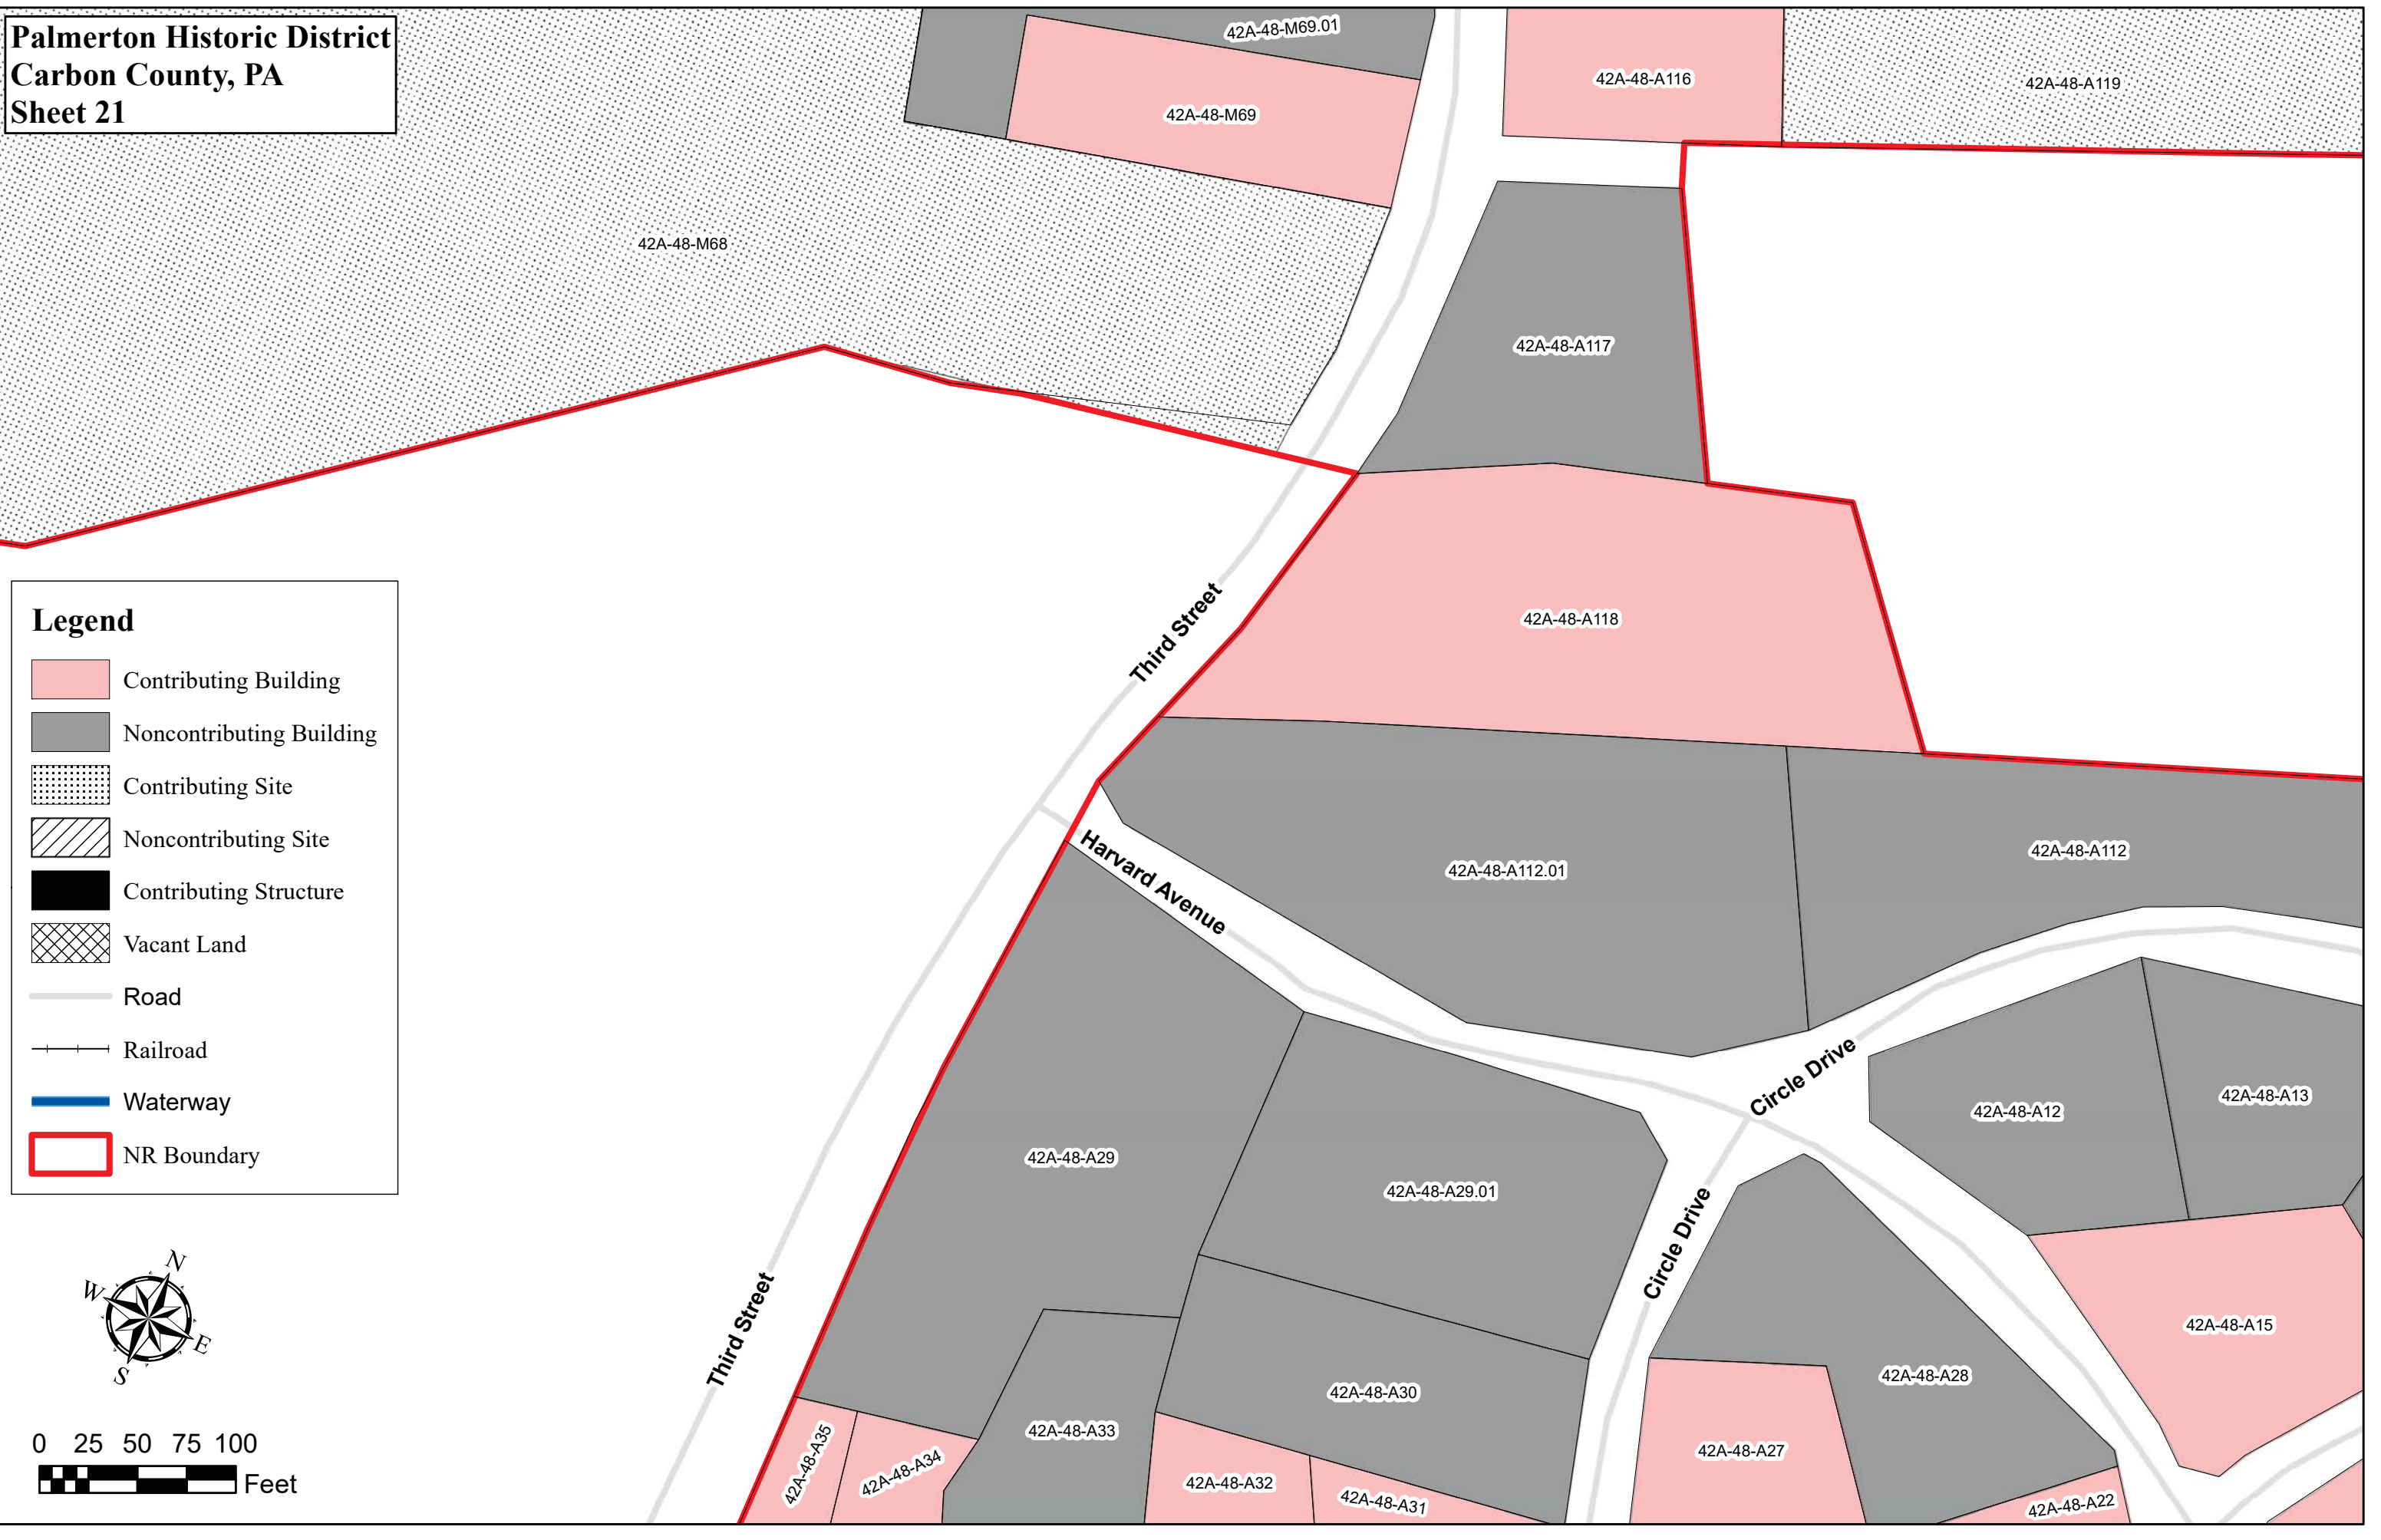 Palmerton Historic District
Carbon County, PA
Sheet 21
42A-48-M69.01
42A-48-M69
42A-48-A116
42A-48-A119
42A-48-M68
42A-48-A117
42A-48-A118
Third Street
Harvard Avenue
42A-48-A112.01
42A-48-A112
Circle Drive
42A-48-A12
42A-48-A13
42A-48-A29
42A-48-A29.01
Circle Drive
42A-48-A15
42A-48-A28
42A-48-A30
42A-48-A33
Third Street
42A-48-A35
42A-48-A34
42A-48-A32
42A-48-A31
42A-48-A27
42A-48-A22
Legend
Contributing Building
Noncontributing Building
Contributing Site
Noncontributing Site
Contributing Structure
Vacant Land
Road
Railroad
Waterway
NR Boundary
N
W
E
S
0 25 50 75 100
Feet